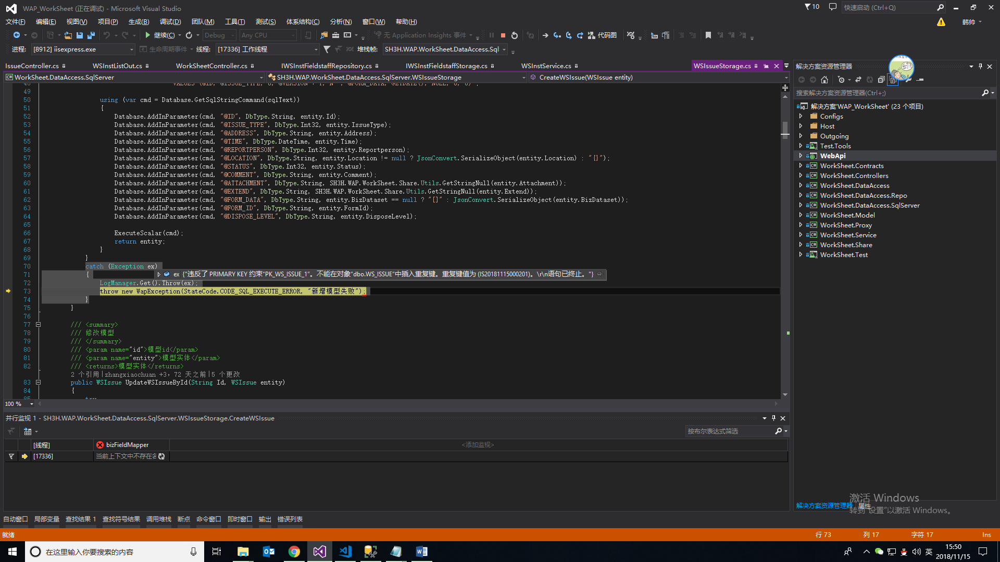 WAP_WorkSheet (正在调试) - Microsoft Visual Studio
10
快速启动 (Ctrl+Q)
文件(F) 编辑(E) 视图(V) 项目(P) 生成(B) 调试(D) 团队(M) 工具(T) 测试(S) 体系结构(C) 分析(N) 窗口(W) 帮助(H)
韩帅
继续(C) Debug Any CPU 无 Application Insights 事件 代码图
进程: [8912] iisexpress.exe 生命周期事件 线程: [17336] 工作线程 堆栈帧: SH3H.WAP.WorkSheet.DataAccess.Sql
IssueController.cs WSInstListOut.cs WorkSheetController.cs IWSInstFieldstaffRepository.cs IWSInstFieldstaffStorage.cs WSInstService.cs WSIssueStorage.cs
WorkSheet.DataAccess.SqlServer SH3H.WAP.WorkSheet.DataAccess.SqlServer.WSIssueStorage CreateWSIssue(WSIssue entity)
49
50 using (var cmd = Database.GetSqlStringCommand(sqlText))
51 {
52 Database.AddInParameter(cmd, "@ID", DbType.String, entity.Id);
53 Database.AddInParameter(cmd, "@ISSUE_TYPE", DbType.Int32, entity.IssueType);
54 Database.AddInParameter(cmd, "@ADDRESS", DbType.String, entity.Address);
55 Database.AddInParameter(cmd, "@TIME", DbType.DateTime, entity.Time);
56 Database.AddInParameter(cmd, "@REPORTPERSON", DbType.Int32, entity.Reportperson);
57 Database.AddInParameter(cmd, "@LOCATION", DbType.String, entity.Location != null ? JsonConvert.SerializeObject(entity.Location) : "{}");
58 Database.AddInParameter(cmd, "@STATUS", DbType.Int32, entity.Status);
59 Database.AddInParameter(cmd, "@COMMENT", DbType.String, entity.Comment);
60 Database.AddInParameter(cmd, "@ATTACHMENT", DbType.String, SH3H.WAP.WorkSheet.Share.Utils.GetStringNull(entity.Attachment));
61 Database.AddInParameter(cmd, "@EXTEND", DbType.String, SH3H.WAP.WorkSheet.Share.Utils.GetStringNull(entity.Extend));
62 Database.AddInParameter(cmd, "@FORM_DATA", DbType.String, entity.BizDataset == null ? "[]" : JsonConvert.SerializeObject(entity.BizDataset));
63 Database.AddInParameter(cmd, "@FORM_ID", DbType.String, entity.FormId);
64 Database.AddInParameter(cmd, "@DISPOSE_LEVEL", DbType.String, entity.DisposeLevel);
65
66 ExecuteScalar(cmd);
67 return entity;
68 }
69 }
70 catch (Exception ex)
71 { ex {"违反了 PRIMARY KEY 约束“PK_WS_ISSUE_1”。不能在对象“dbo.WS_ISSUE”中插入重复键。重复键值为 (IS20181115000201)。\r\n语句已终止。"}
72 LogManager.Get().Throw(ex);
73 throw new WapException(StateCode.CODE_SQL_EXECUTE_ERROR, "新增模型失败");
74 }
75 }
76
77 /// <summary>
78 /// 修改模型
79 /// </summary>
80 /// <param name="id">模型id</param>
81 /// <param name="entity">模型实体</param>
82 /// <returns>模型实体</returns>
2 个引用|zhangxiaochuan +3，72 天之前|5 个更改
83 public WSIssue UpdateWSIssueById(String Id, WSIssue entity)
84 {
85 try
100 %
并行监视 1 - SH3H.WAP.WorkSheet.DataAccess.SqlServer.WSIssueStorage.CreateWSIssue
按布尔表达式筛选
[线程] bizFieldMapper <添加监视>
[17336] 当前上下文中不存在名
自动窗口 局部变量 查找结果 1 查找符号结果 调用堆栈 断点 命令窗口 即时窗口 输出 错误列表
解决方案资源管理器
搜索解决方案资源管理器(Ctrl+;)
解决方案'WAP_WorkSheet' (23 个项目)
Configs
Host
Outgoing
Test.Tools
WebApi
WorkSheet.Contracts
WorkSheet.Controllers
WorkSheet.DataAccess
WorkSheet.DataAccess.Repo
WorkSheet.DataAccess.SqlServer
WorkSheet.Model
WorkSheet.Proxy
WorkSheet.Service
WorkSheet.Share
WorkSheet.Test
激活 Windows
解决方案资源管理器 属性
转到“设置”以激活 Windows。
就绪 行 73 列 17 字符 17 Ins
在这里输入你要搜索的内容
英
15:50
2018/11/15